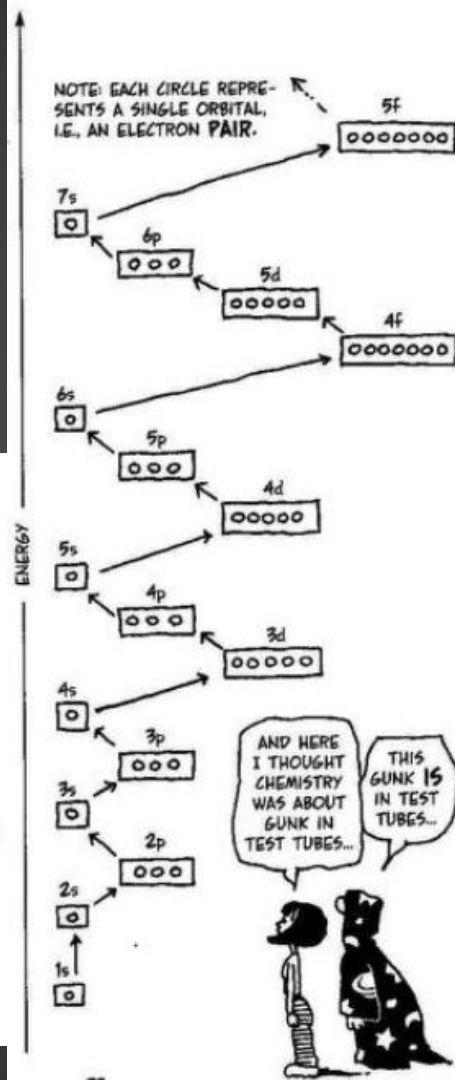 NOTE: EACH CIRCLE REPRE-
SENTS A SINGLE ORBITAL,
I.E., AN ELECTRON PAIR.
5f
7s
6p
5d
4f
6s
5p
4d
ENERGY
5s
4p
3d
4s
3p
3s
2p
2s
1s
AND HERE
I THOUGHT
CHEMISTRY
WAS ABOUT
GUNK IN
TEST TUBES...
THIS
GUNK IS
IN TEST
TUBES...